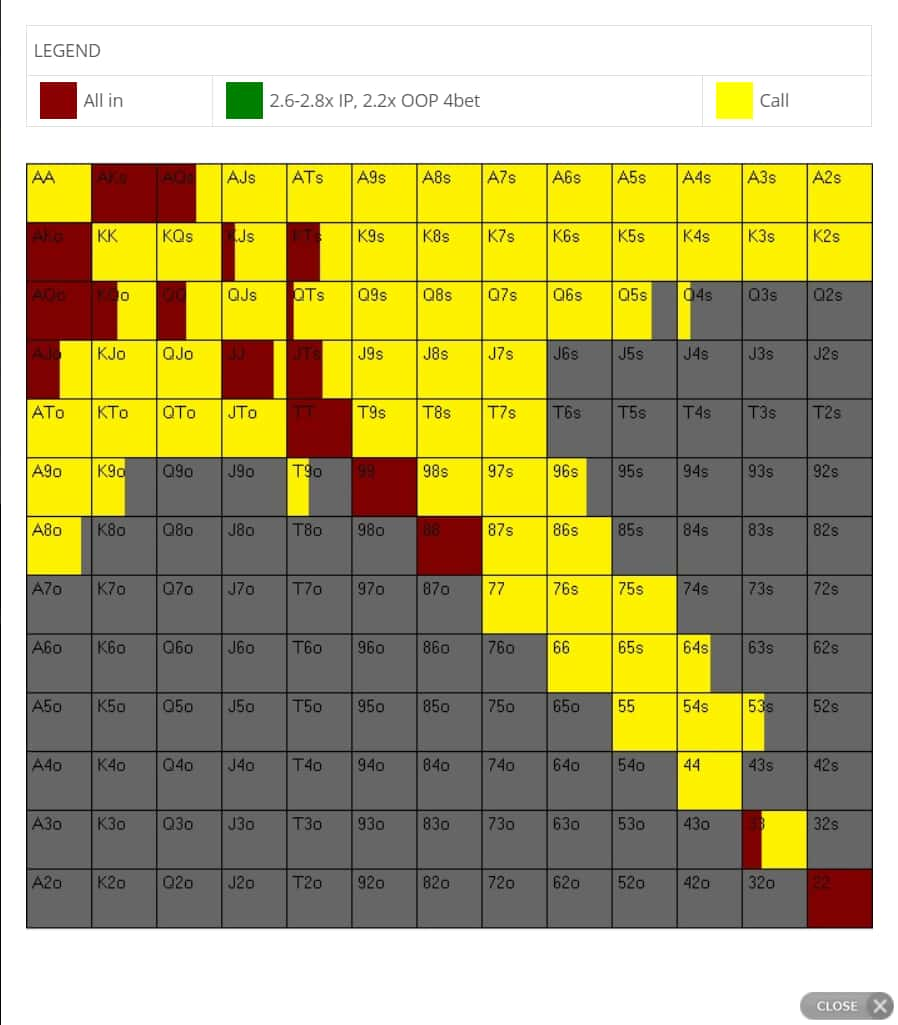 LEGEND
All in 2.6-2.8x IP, 2.2x OOP 4bet Call
AA AKs AQs AJs ATs A9s A8s A7s A6s A5s A4s A3s A2s
AKo KK KQs KJs KTs K9s K8s K7s K6s K5s K4s K3s K2s
AQo KQo QQ QJs QTs Q9s Q8s Q7s Q6s Q5s Q4s Q3s Q2s
AJo KJo QJo JJ JTs J9s J8s J7s J6s J5s J4s J3s J2s
ATo KTo QTo JTo TT T9s T8s T7s T6s T5s T4s T3s T2s
A9o K9o Q9o J9o T9o 99 98s 97s 96s 95s 94s 93s 92s
A8o K8o Q8o J8o T8o 98o 88 87s 86s 85s 84s 83s 82s
A7o K7o Q7o J7o T7o 97o 87o 77 76s 75s 74s 73s 72s
A6o K6o Q6o J6o T6o 96o 86o 76o 66 65s 64s 63s 62s
A5o K5o Q5o J5o T5o 95o 85o 75o 65o 55 54s 53s 52s
A4o K4o Q4o J4o T4o 94o 84o 74o 64o 54o 44 43s 42s
A3o K3o Q3o J3o T3o 93o 83o 73o 63o 53o 43o 33 32s
A2o K2o Q2o J2o T2o 92o 82o 72o 62o 52o 42o 32o 22
CLOSE